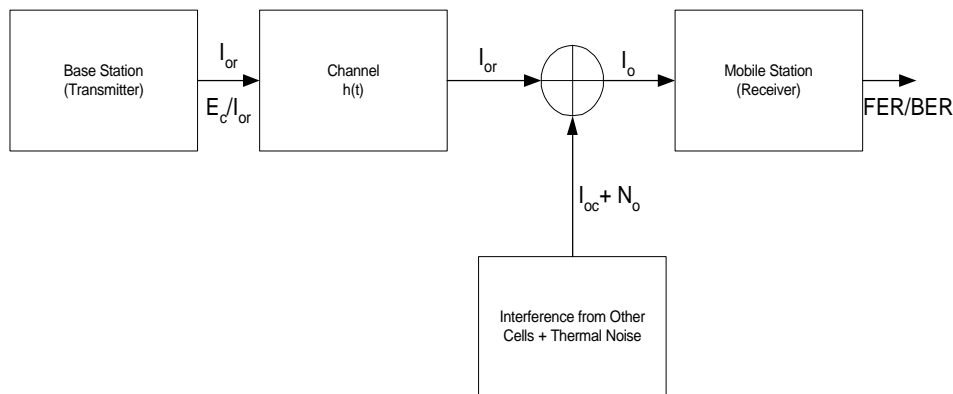 Base Station
(Transmitter)
I_or
E_c/I_or
Channel
h(t)
I_or
I_o
Mobile Station
(Receiver)
FER/BER
I_oc + N_o
Interference from Other
Cells + Thermal Noise